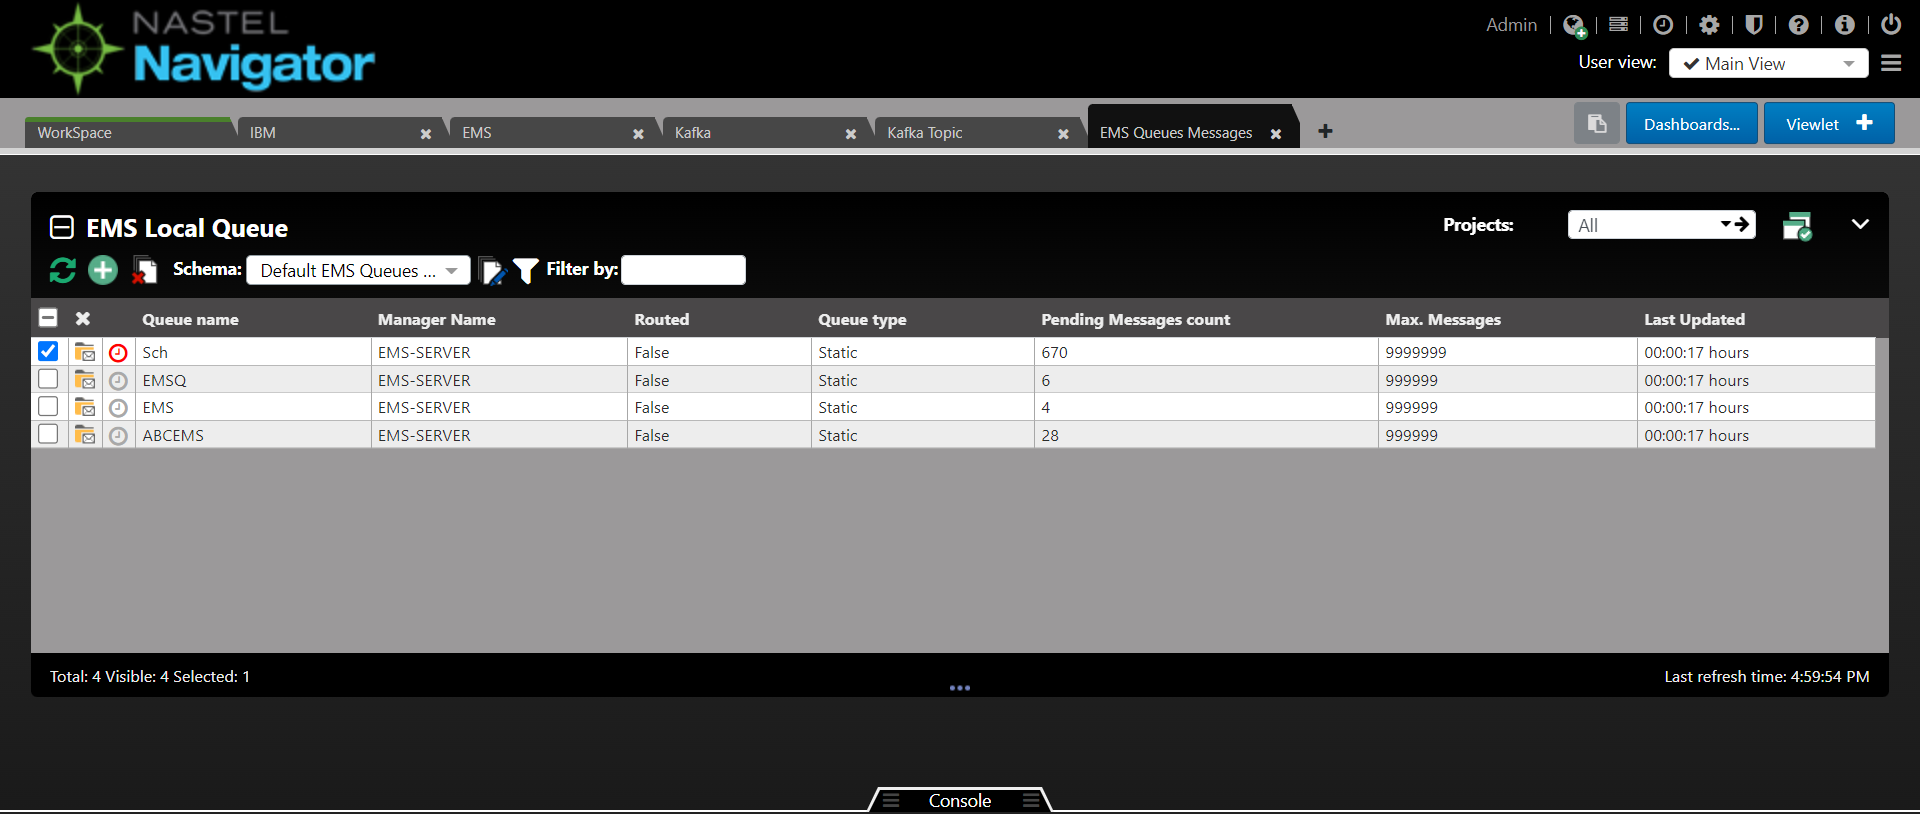 NASTEL
Navigator
Admin
User view: Main View
WorkSpace IBM EMS Kafka Kafka Topic EMS Queues Messages Dashboards... Viewlet
EMS Local Queue Projects: All
Schema: Default EMS Queues ... Filter by:
Queue name Manager Name Routed Queue type Pending Messages count Max. Messages Last Updated
Sch EMS-SERVER False Static 670 9999999 00:00:17 hours
EMSQ EMS-SERVER False Static 6 999999 00:00:17 hours
EMS EMS-SERVER False Static 4 999999 00:00:17 hours
ABCEMS EMS-SERVER False Static 28 999999 00:00:17 hours
Total: 4 Visible: 4 Selected: 1 Last refresh time: 4:59:54 PM
Console